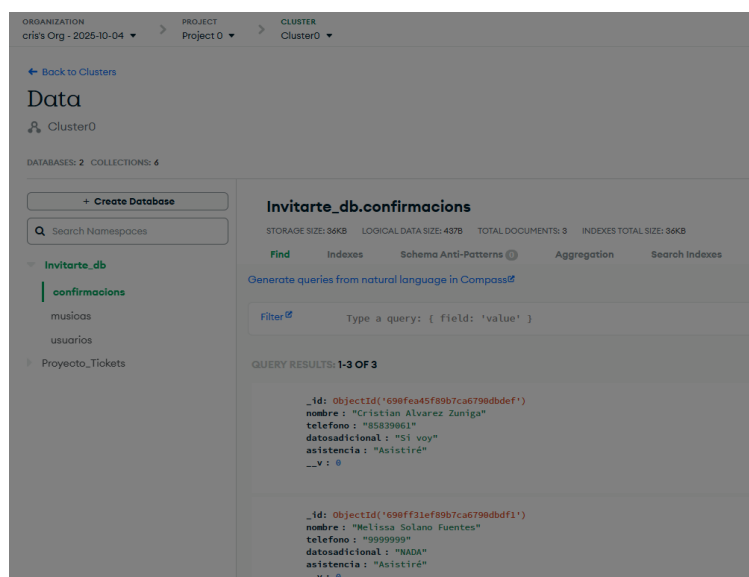 ORGANIZATION PROJECT CLUSTER
cris's Org - 2025-10-04 Project 0 Cluster0
Back to Clusters
Data
Cluster0
DATABASES: 2 COLLECTIONS: 6
+ Create Database
Search Namespaces
Invitarte_db
confirmacions
musicas
usuarios
Proyecto_Tickets
Invitarte_db.confirmacions
STORAGE SIZE: 36KB LOGICAL DATA SIZE: 437B TOTAL DOCUMENTS: 3 INDEXES TOTAL SIZE: 36KB
Find Indexes Schema Anti-Patterns 0 Aggregation Search Indexes
Generate queries from natural language in Compass
Filter Type a query: { field: 'value' }
QUERY RESULTS: 1-3 OF 3
_id: ObjectId('690fea45f89b7ca6790dbdef')
nombre : "Cristian Alvarez Zuniga"
telefono : "85839061"
datosadicional : "Si voy"
asistencia : "Asistiré"
__v : 0
_id: ObjectId('690ff31ef89b7ca6790dbdf1')
nombre : "Melissa Solano Fuentes"
telefono : "9999999"
datosadicional : "NADA"
asistencia : "Asistiré"
__v : 0